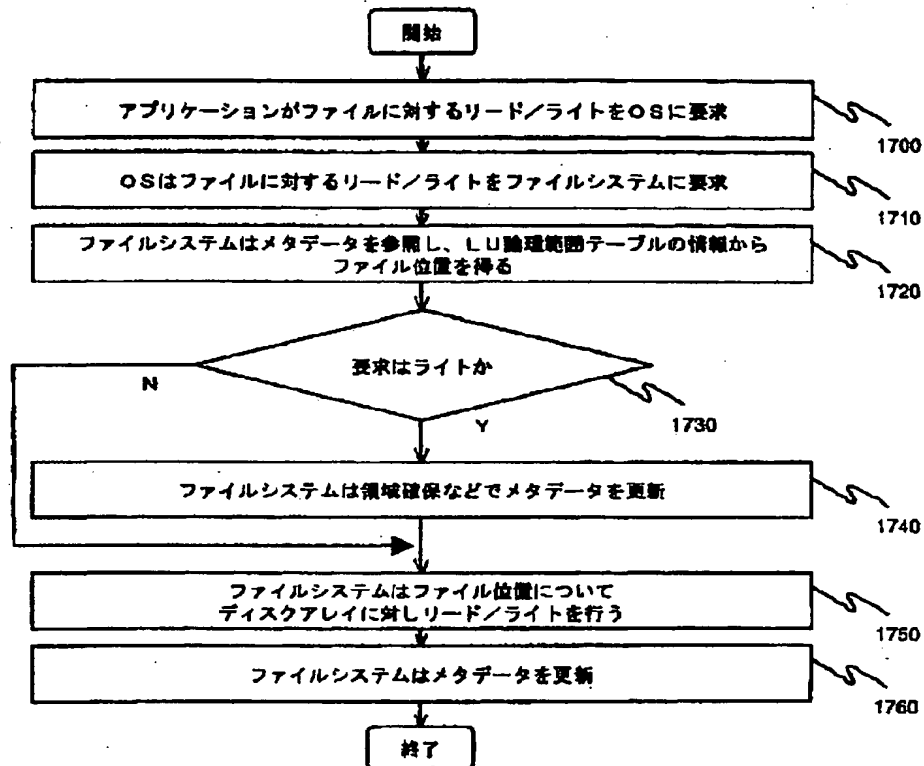 開始
アプリケーションがファイルに対するリード／ライトをOSに要求
1700
OSはファイルに対するリード／ライトをファイルシステムに要求
1710
ファイルシステムはメタデータを参照し、LU論理範囲テーブルの情報から
ファイル位置を得る
1720
要求はライトか
N
Y
1730
ファイルシステムは領域確保などでメタデータを更新
1740
ファイルシステムはファイル位置について
ディスクアレイに対しリード／ライトを行う
1750
ファイルシステムはメタデータを更新
1760
終了